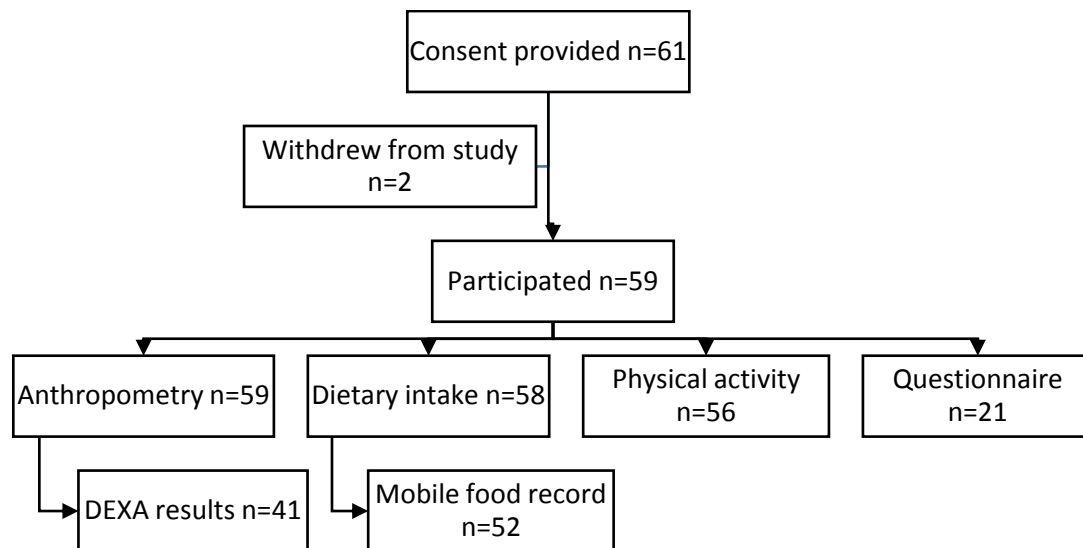 Consent provided n=61
Withdrew from study
n=2
Participated n=59
Anthropometry n=59
Dietary intake n=58
Physical activity
n=56
Questionnaire
n=21
DEXA results n=41
Mobile food record
n=52